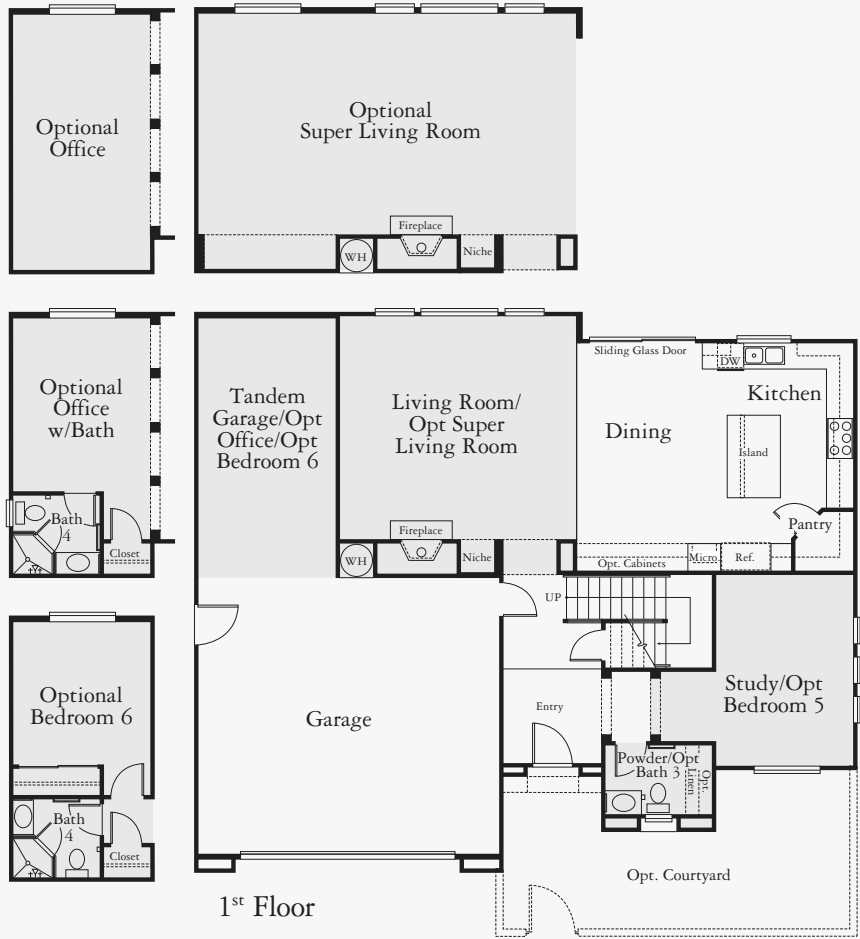 Optional
Office
Optional
Super Living Room
Fireplace
WH
Niche
Optional
Office
w/Bath
Bath
4
Closet
Tandem
Garage/Opt
Office/Opt
Bedroom 6
Living Room/
Opt Super
Living Room
Fireplace
WH
Niche
Sliding Glass Door
DW
Kitchen
Dining
Island
Pantry
Opt. Cabinets
Micro.
Ref.
UP
Optional
Bedroom 6
Bath
4
Closet
Garage
Entry
Study/Opt
Bedroom 5
Powder/Opt
Bath 3
Opt.
Linen
Opt. Courtyard
1st Floor